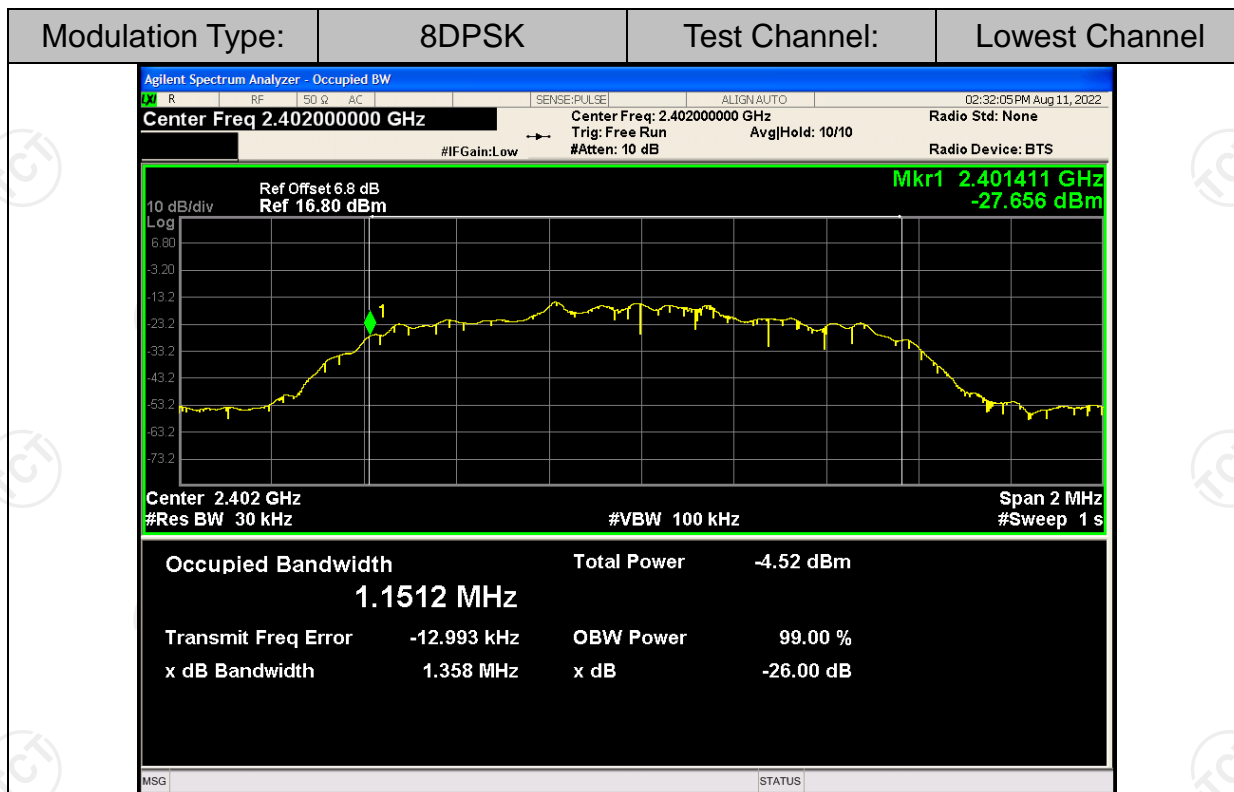 Modulation Type: 8DPSK Test Channel: Lowest Channel
Agilent Spectrum Analyzer - Occupied BW
LXI R RF 50 Ω AC SENSE:PULSE ALIGN AUTO 02:32:05 PM Aug 11, 2022
Center Freq 2.402000000 GHz Center Freq: 2.402000000 GHz Radio Std: None
Trig: Free Run Avg|Hold: 10/10
#IFGain:Low #Atten: 10 dB Radio Device: BTS
Mkr1 2.401411 GHz
Ref Offset 6.8 dB
10 dB/div Ref 16.80 dBm -27.656 dBm
Log
6.80
-3.20
-13.2
1
-23.2
-33.2
-43.2
-53.2
-63.2
-73.2
Center 2.402 GHz Span 2 MHz
#Res BW 30 kHz #VBW 100 kHz #Sweep 1 s
Occupied Bandwidth Total Power -4.52 dBm
1.1512 MHz
Transmit Freq Error -12.993 kHz OBW Power 99.00 %
x dB Bandwidth 1.358 MHz x dB -26.00 dB
MSG STATUS
TCT
TCT
TCT
TCT
TCT
TCT